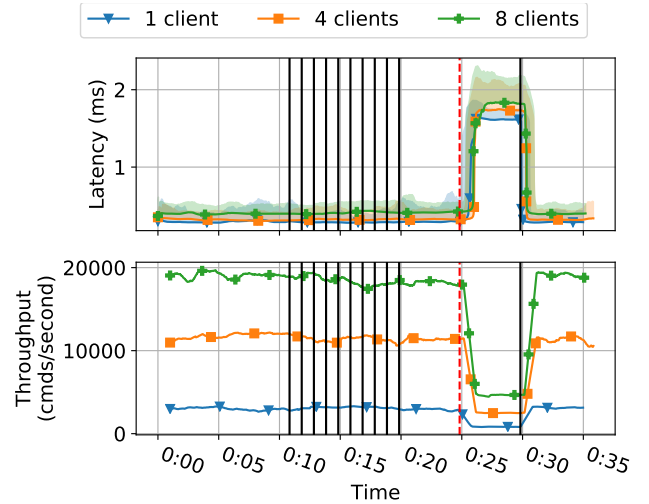 1 client 4 clients 8 clients
Latency (ms)
2
1
Throughput
(cmds/second)
20000
10000
0
0:00 0:05 0:10 0:15 0:20 0:25 0:30 0:35
Time